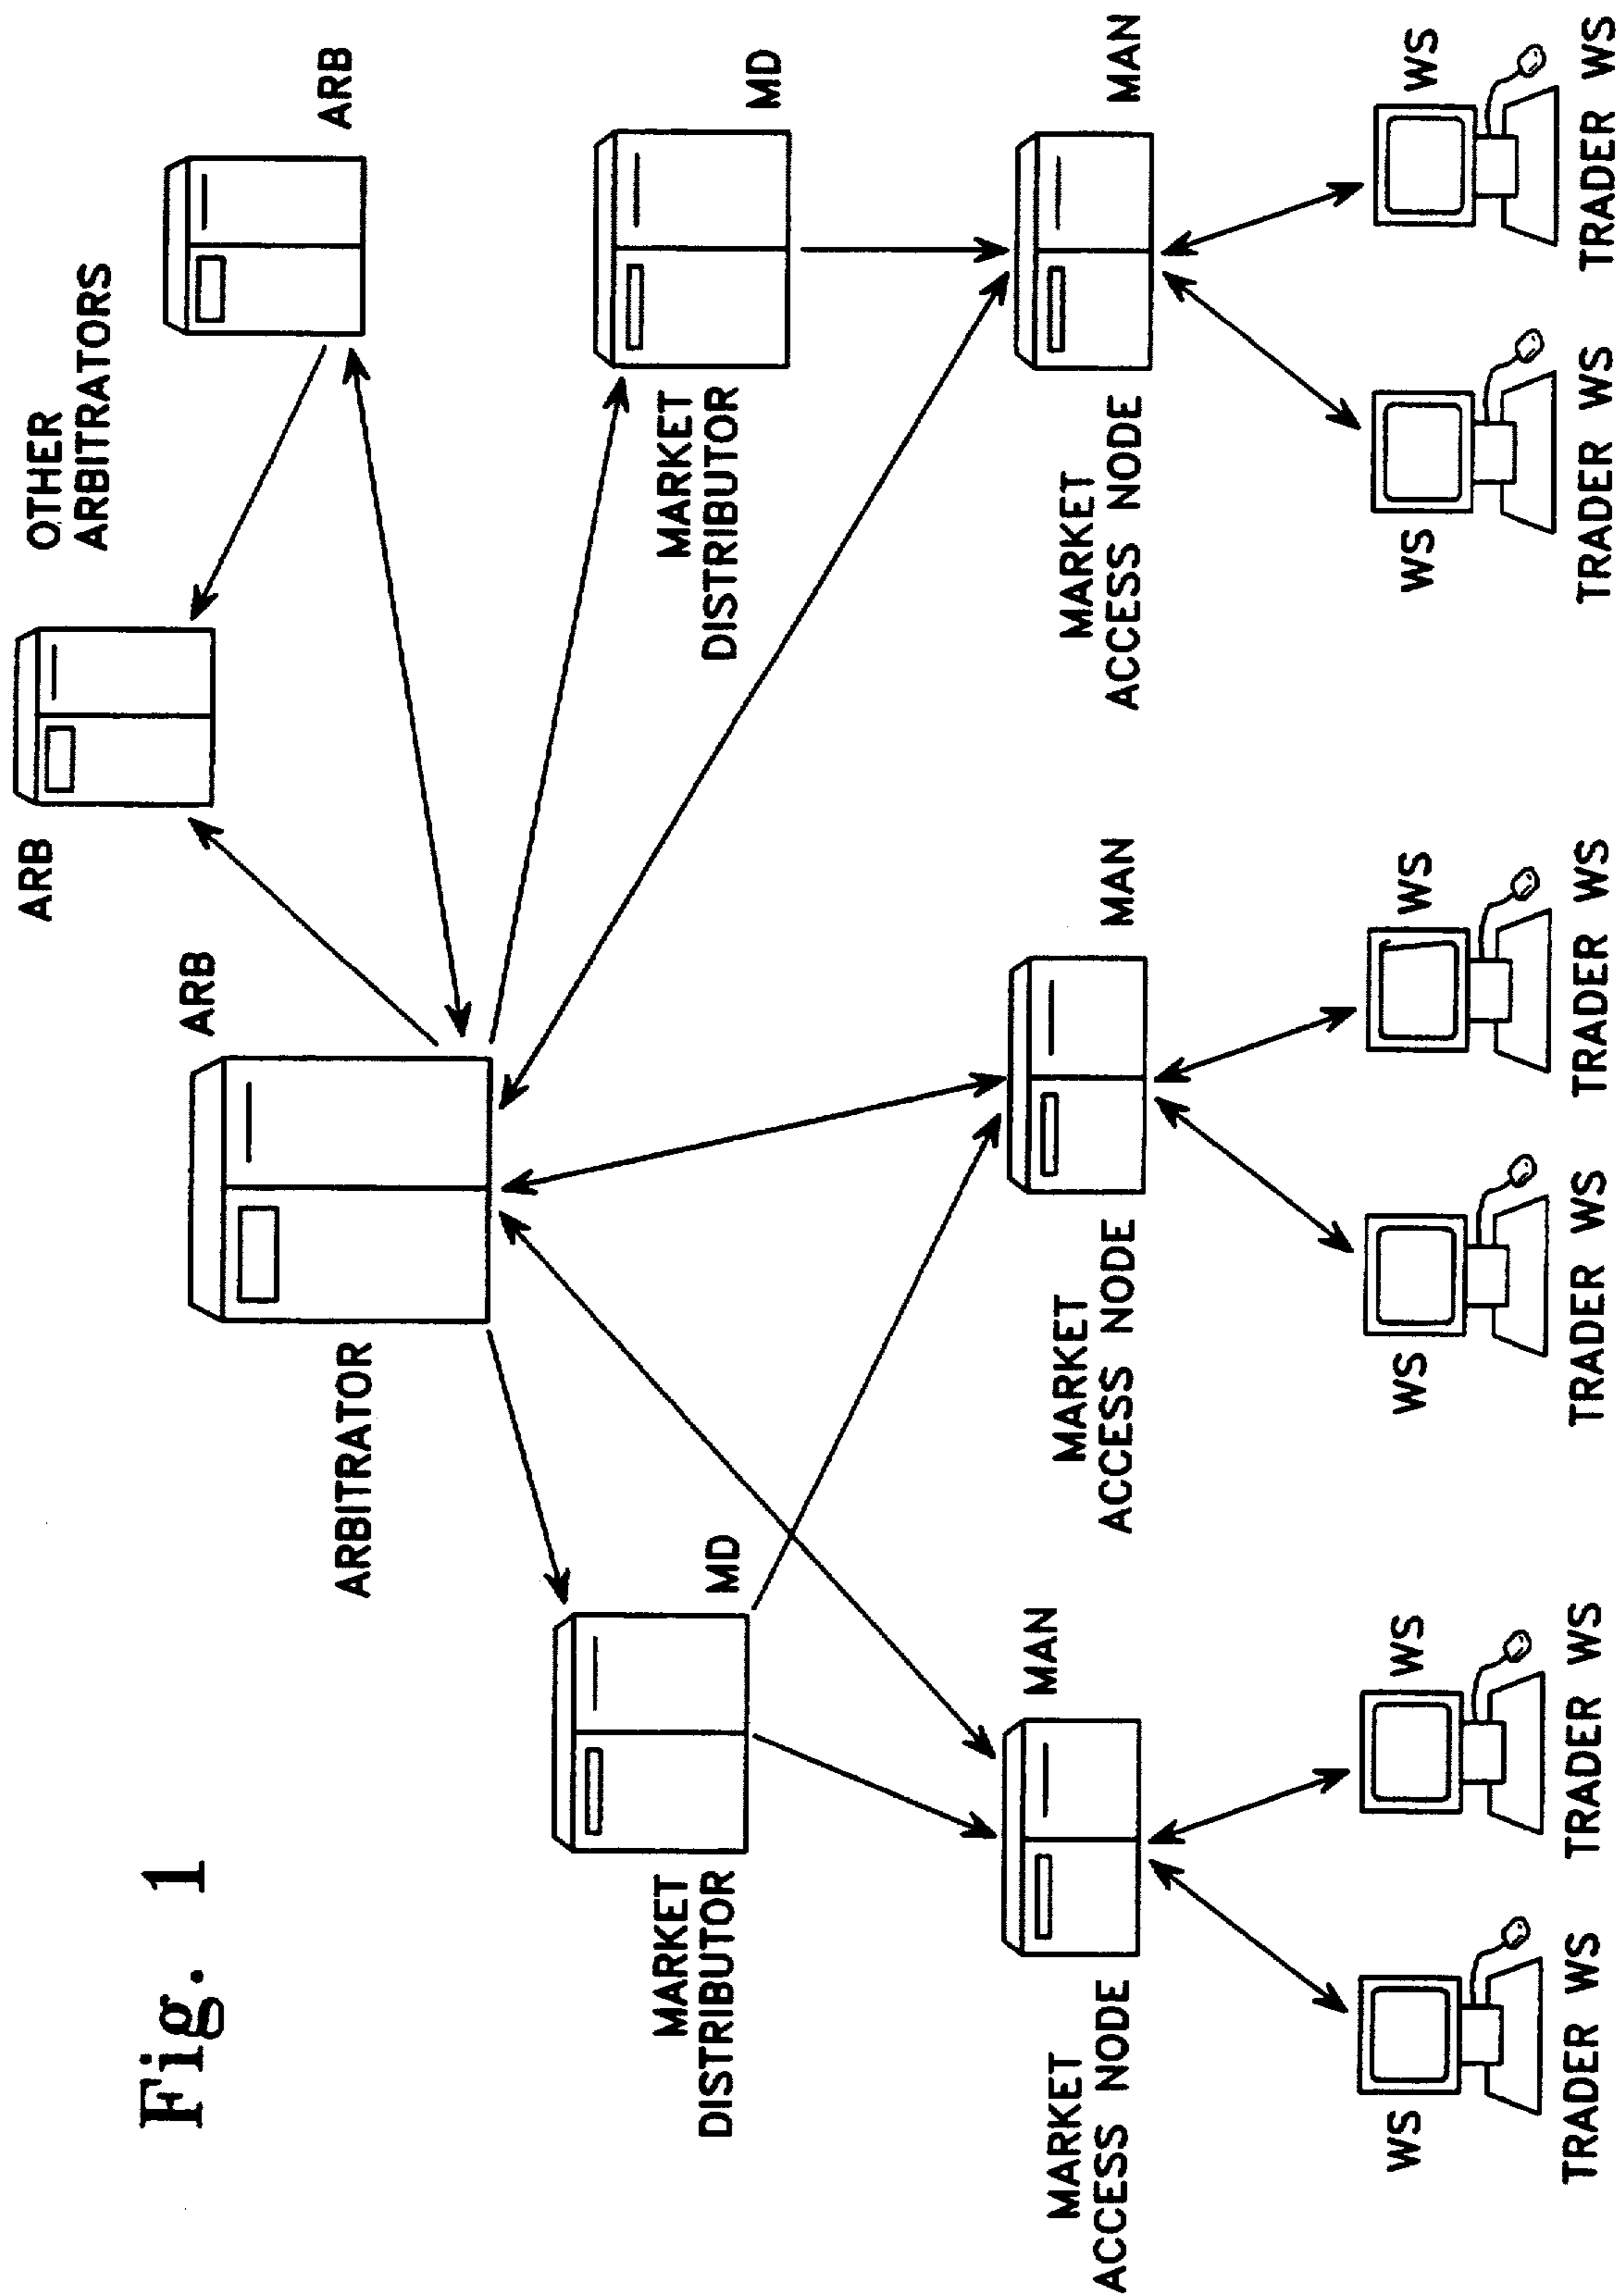 Fig. 1
OTHER
ARBITRATORS
ARB
ARB
ARB
ARBITRATOR
MARKET
DISTRIBUTOR
MD
MARKET
DISTRIBUTOR
MD
MARKET
ACCESS NODE
MAN
MARKET
ACCESS NODE
MAN
MARKET
ACCESS NODE
MAN
WS
WS
WS
WS
WS
WS
TRADER WS
TRADER WS
TRADER WS
TRADER WS
TRADER WS
TRADER WS